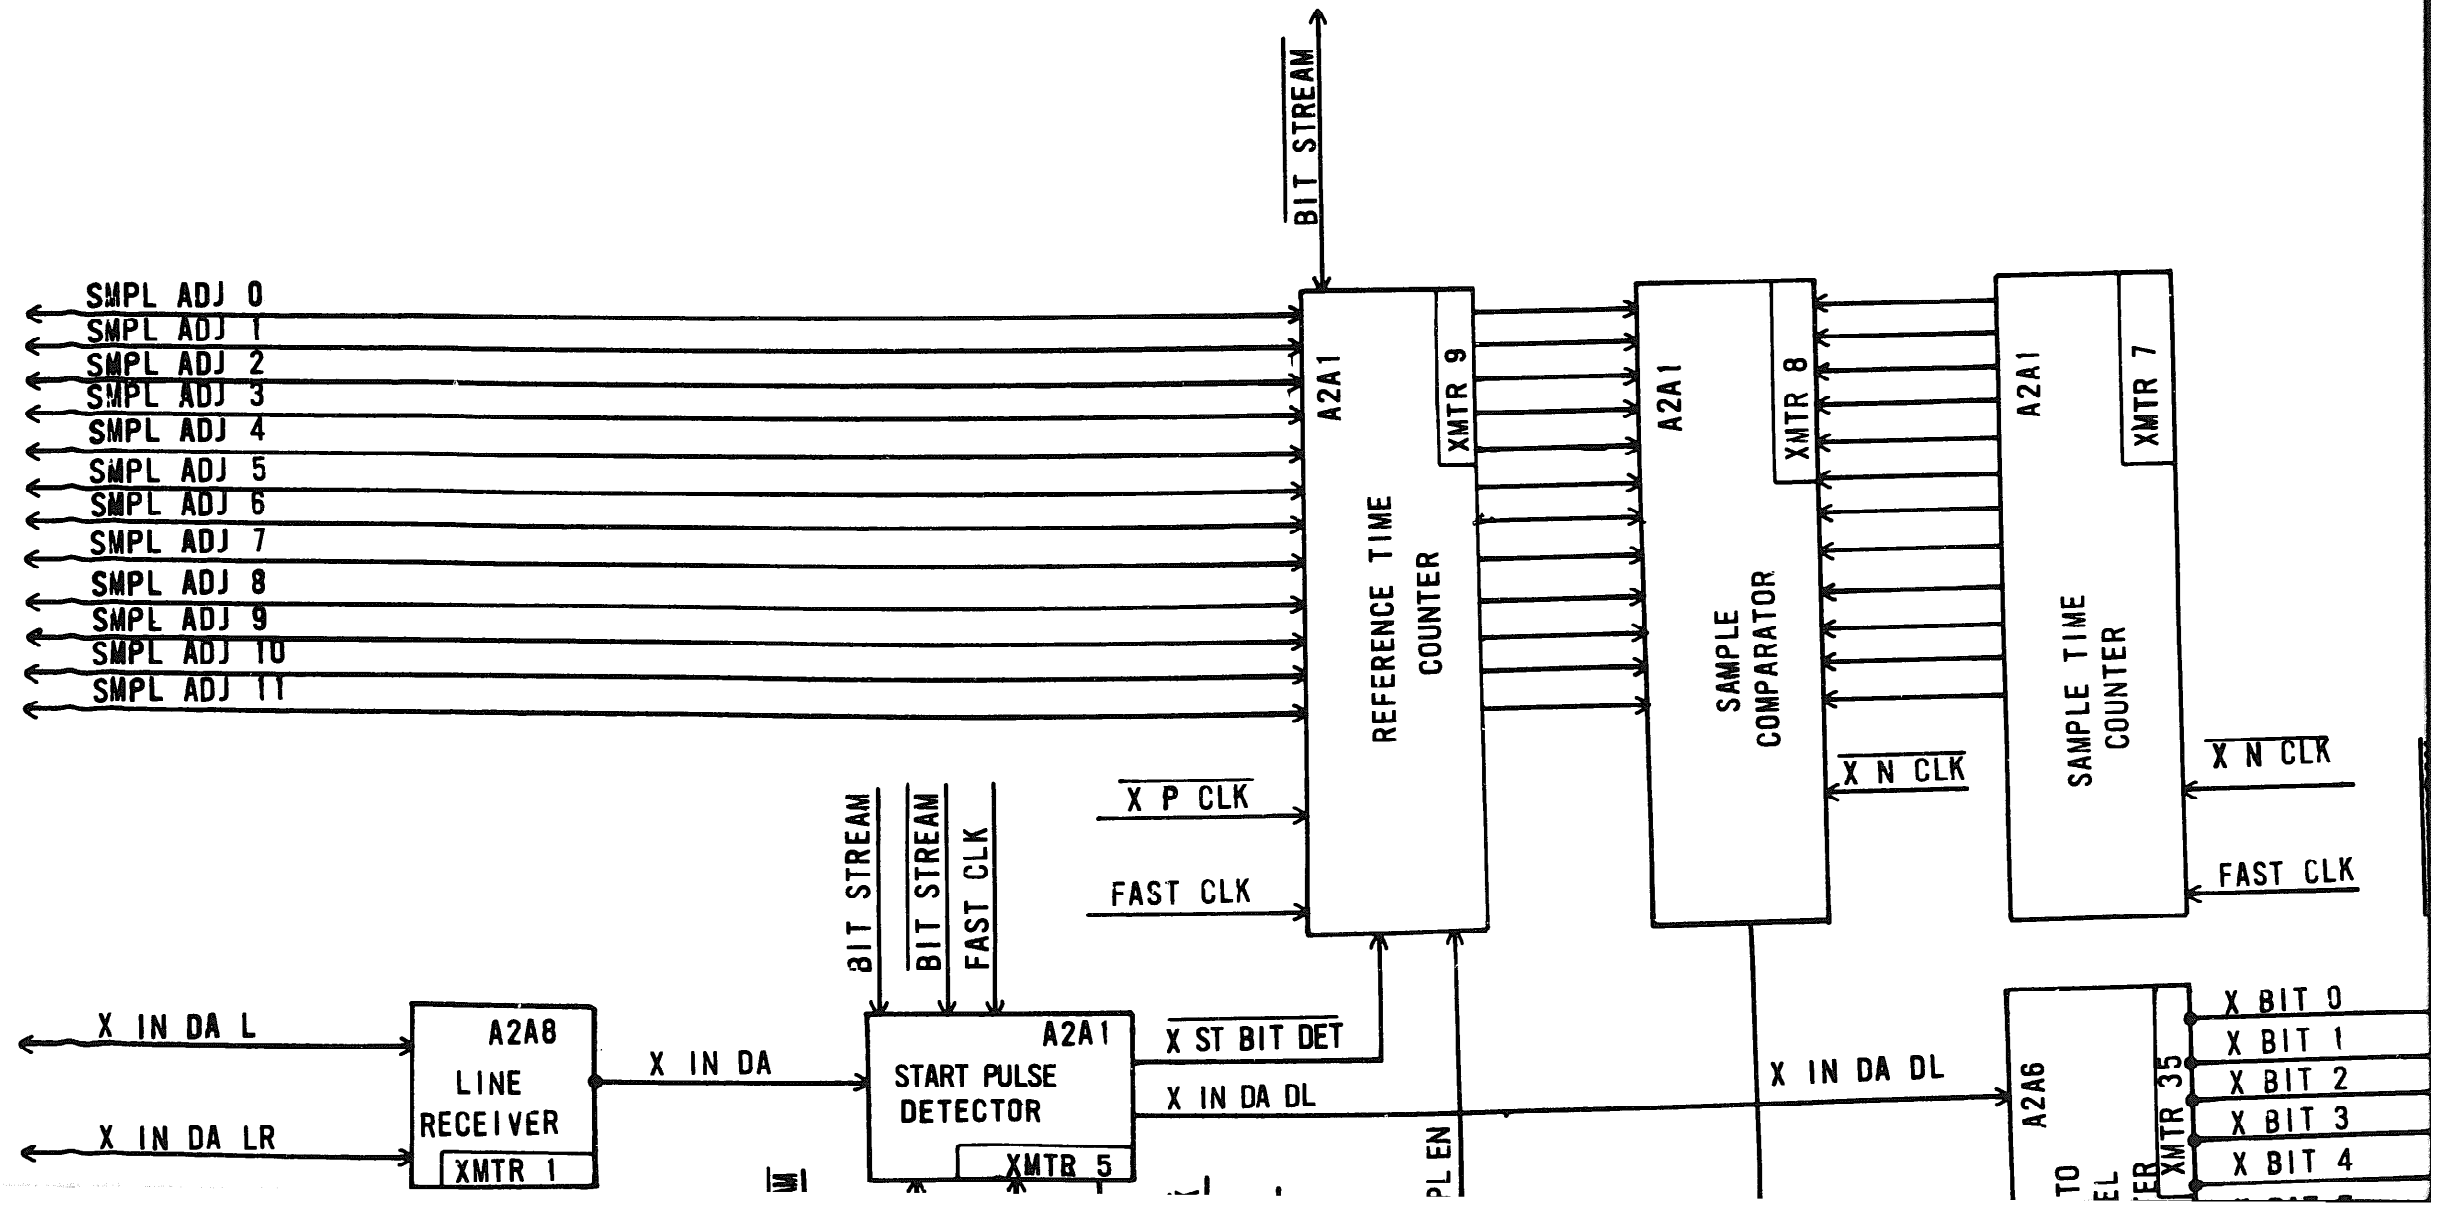 BIT STREAM
SMPL ADJ 0
SMPL ADJ 1
SMPL ADJ 2
SMPL ADJ 3
SMPL ADJ 4
SMPL ADJ 5
SMPL ADJ 6
SMPL ADJ 7
SMPL ADJ 8
SMPL ADJ 9
SMPL ADJ 10
SMPL ADJ 11
A2A1
XMTR 9
REFERENCE TIME
COUNTER
A2A1
XMTR 8
SAMPLE
COMPARATOR
A2A1
XMTR 7
SAMPLE TIME
COUNTER
X P CLK
FAST CLK
X N CLK
X N CLK
FAST CLK
BIT STREAM
BIT STREAM
FAST CLK
X IN DA L
X IN DA LR
A2A8
LINE
RECEIVER
XMTR 1
X IN DA
A2A1
START PULSE
DETECTOR
XMTR 5
X ST BIT DET
X IN DA DL
PL EN
X IN DA DL
A2A6
XMTR 35
TO
EL
TER
X BIT 0
X BIT 1
X BIT 2
X BIT 3
X BIT 4